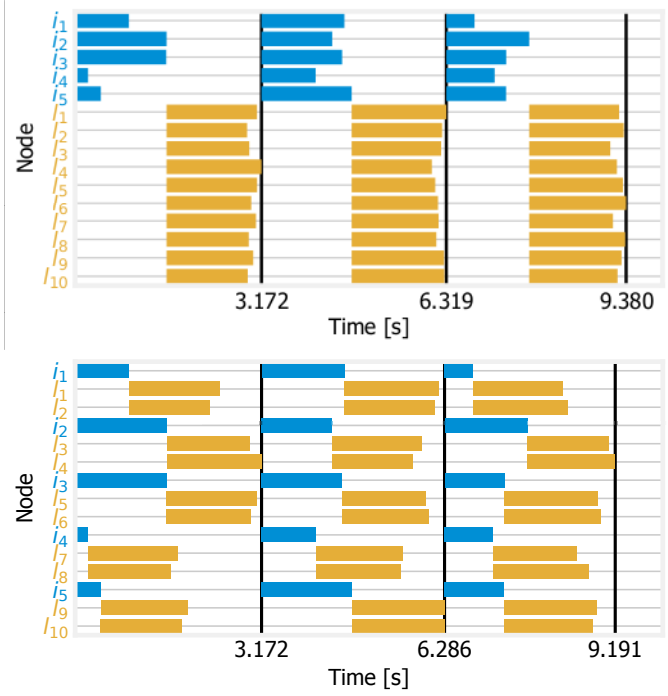 i1
i2
i3
i4
i5
l1
l2
l3
l4
l5
l6
l7
l8
l9
l10
Node
3.172 6.319 9.380
Time [s]
i1
l1
l2
i2
l3
l4
i3
l5
l6
i4
l7
l8
i5
l9
l10
Node
3.172 6.286 9.191
Time [s]